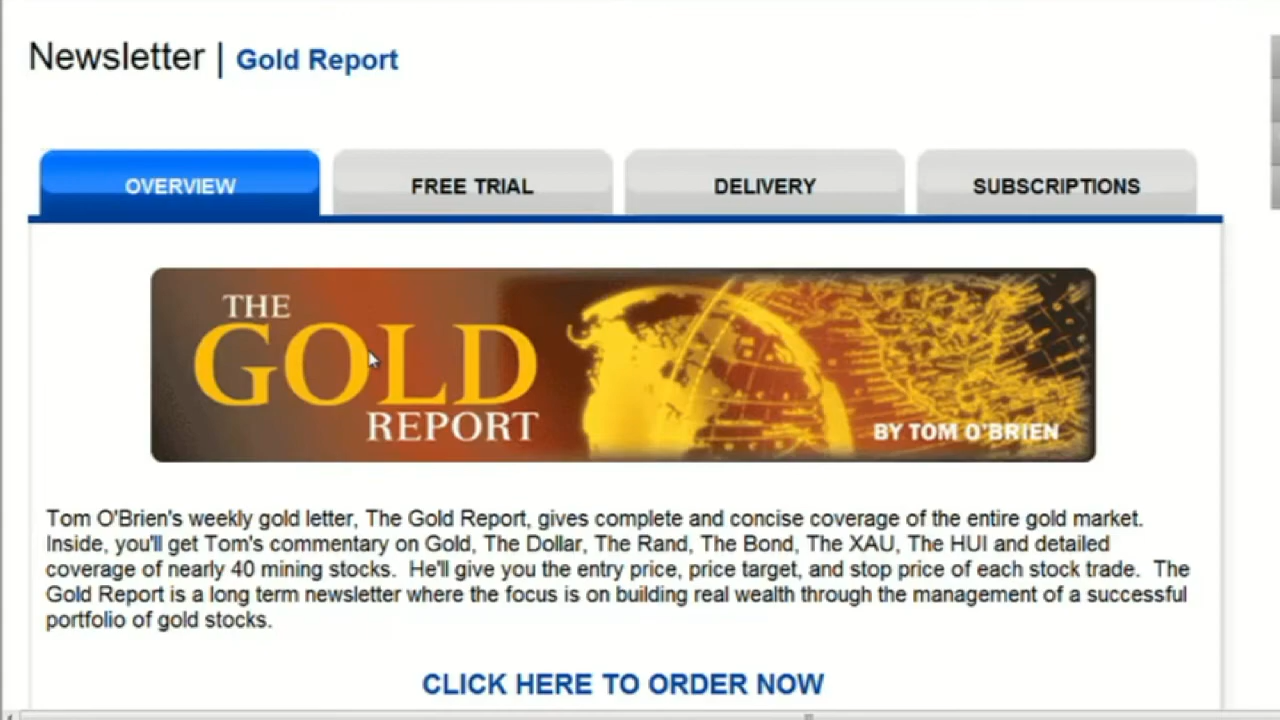 Newsletter | Gold Report
OVERVIEW
FREE TRIAL
DELIVERY
SUBSCRIPTIONS
THE
GOLD
REPORT
BY TOM O'BRIEN
Tom O'Brien's weekly gold letter, The Gold Report, gives complete and concise coverage of the entire gold market.
Inside, you'll get Tom's commentary on Gold, The Dollar, The Rand, The Bond, The XAU, The HUI and detailed
coverage of nearly 40 mining stocks.  He'll give you the entry price, price target, and stop price of each stock trade.  The
Gold Report is a long term newsletter where the focus is on building real wealth through the management of a successful
portfolio of gold stocks.
CLICK HERE TO ORDER NOW